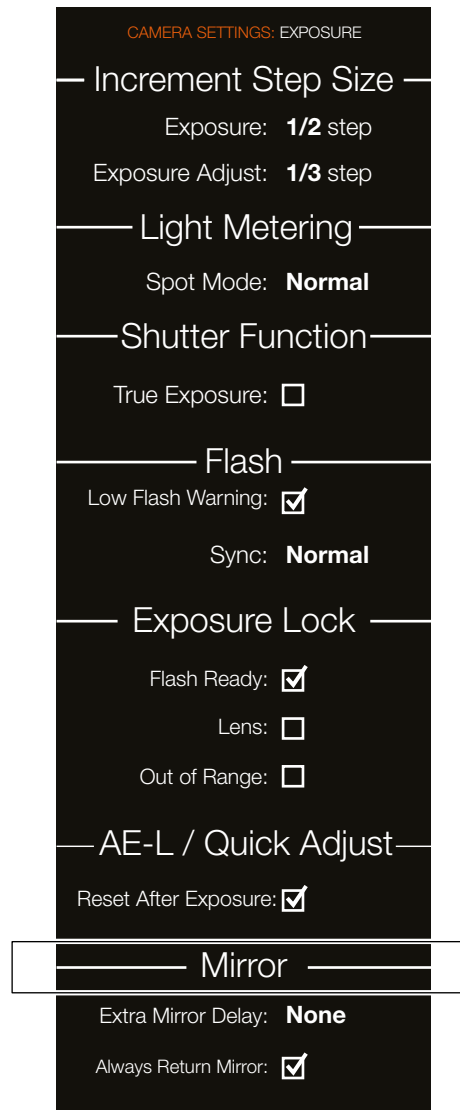 CAMERA SETTINGS: EXPOSURE
Increment Step Size
Exposure: 1/2 step
Exposure Adjust: 1/3 step
Light Metering
Spot Mode: Normal
Shutter Function
True Exposure:
Flash
Low Flash Warning:
Sync: Normal
Exposure Lock
Flash Ready:
Lens:
Out of Range:
AE-L / Quick Adjust
Reset After Exposure:
Mirror
Extra Mirror Delay: None
Always Return Mirror: